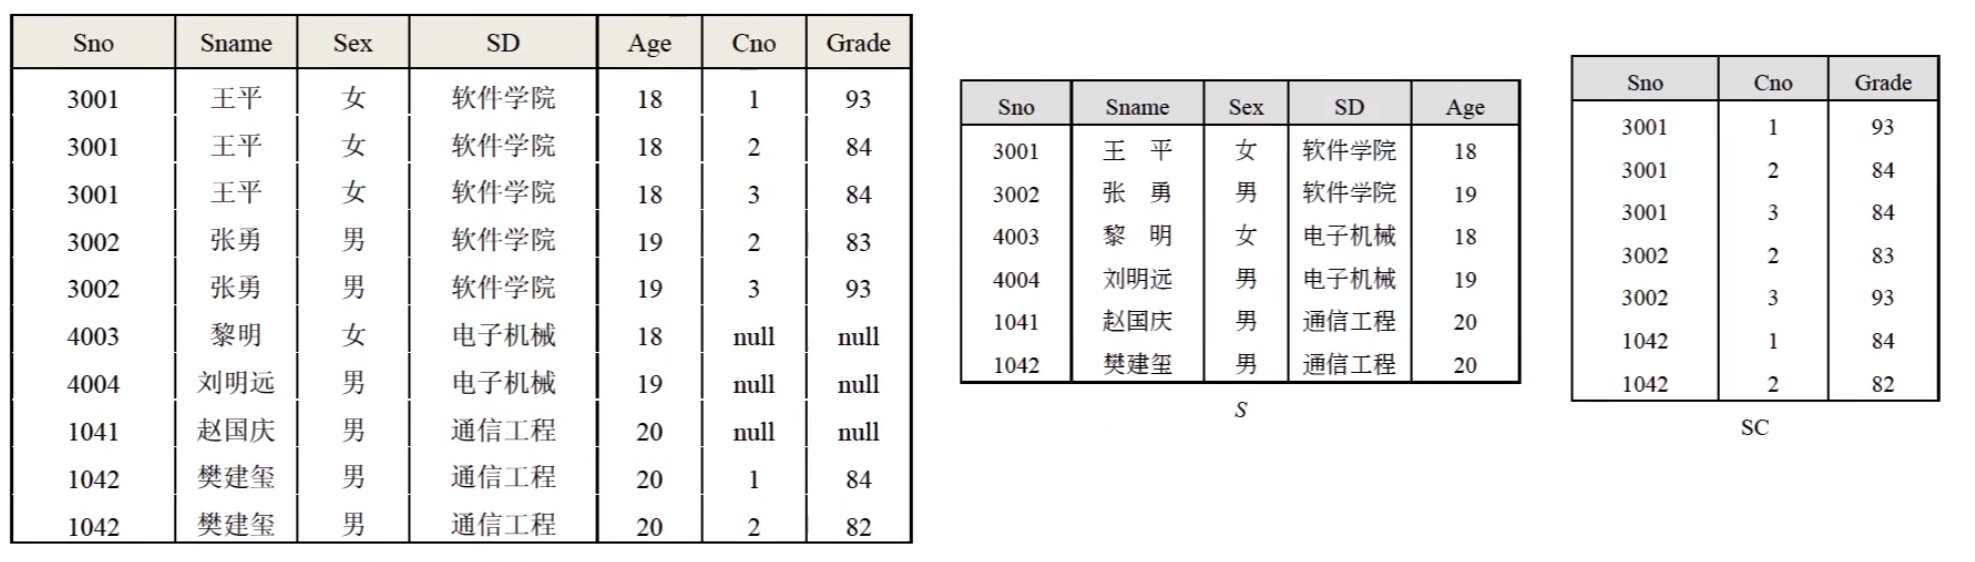 Sno Sname Sex SD Age Cno Grade
3001 王平 女 软件学院 18 1 93
3001 王平 女 软件学院 18 2 84
3001 王平 女 软件学院 18 3 84
3002 张勇 男 软件学院 19 2 83
3002 张勇 男 软件学院 19 3 93
4003 黎明 女 电子机械 18 null null
4004 刘明远 男 电子机械 19 null null
1041 赵国庆 男 通信工程 20 null null
1042 樊建玺 男 通信工程 20 1 84
1042 樊建玺 男 通信工程 20 2 82
Sno Sname Sex SD Age
3001 王 平 女 软件学院 18
3002 张 勇 男 软件学院 19
4003 黎 明 女 电子机械 18
4004 刘明远 男 电子机械 19
1041 赵国庆 男 通信工程 20
1042 樊建玺 男 通信工程 20
S
Sno Cno Grade
3001 1 93
3001 2 84
3001 3 84
3002 2 83
3002 3 93
1042 1 84
1042 2 82
SC